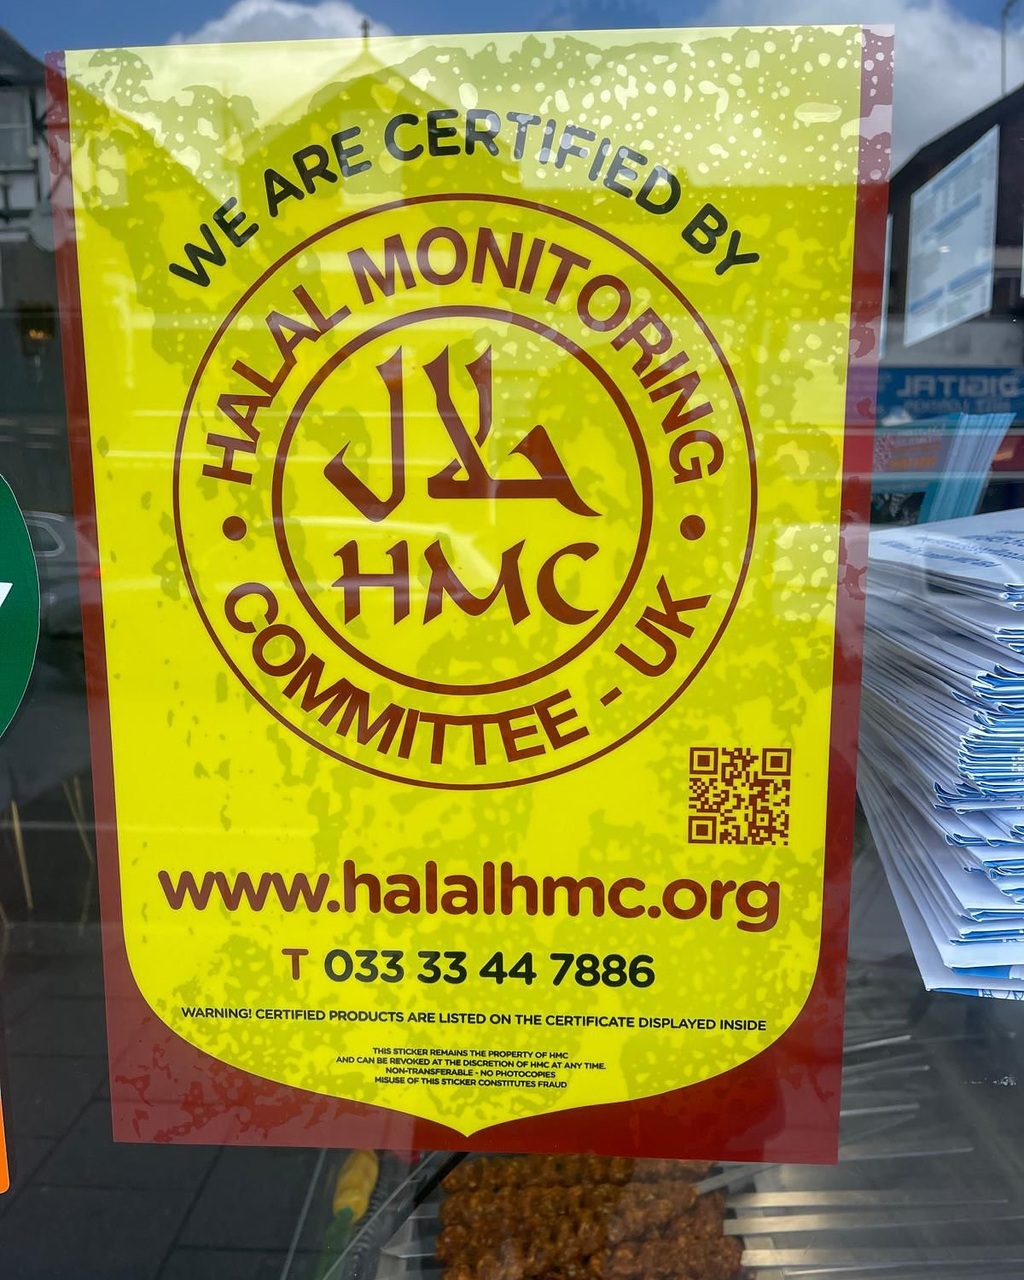 WE ARE CERTIFIED BY
HALAL MONITORING
حلال
HMC
COMMITTEE - UK
www.halalhmc.org
T 033 33 44 7886
WARNING! CERTIFIED PRODUCTS ARE LISTED ON THE CERTIFICATE DISPLAYED INSIDE
THIS STICKER REMAINS THE PROPERTY OF HMC
AND CAN BE REVOKED AT THE DISCRETION OF HMC AT ANY TIME.
NON-TRANSFERABLE - NO PHOTOCOPIES
MISUSE OF THIS STICKER CONSTITUTES FRAUD
DIGITAL